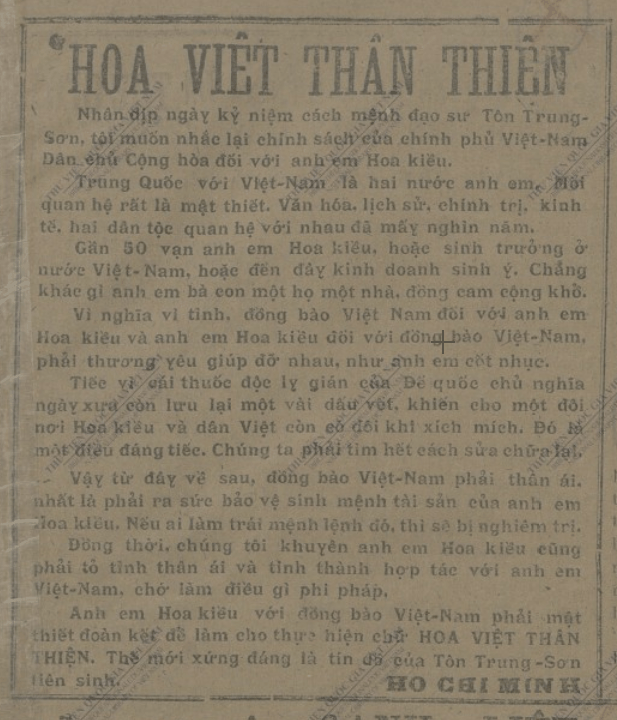 HOA VIỆT THÂN THIỆN
Nhân dịp ngày kỷ niệm cách mệnh đạo sư Tôn Trung-
Sơn, tôi muốn nhắc lại chính sách của chính phủ Việt-Nam
Dân chủ Cộng hòa đối với anh em Hoa kiều.
Trung Quốc với Việt-Nam là hai nước anh em. Mối
quan hệ rất là mật thiết. Văn hóa, lịch sử, chính trị, kinh
tế, hai dân tộc quan hệ với nhau đã mấy nghìn năm.
Gần 50 vạn anh em Hoa kiều, hoặc sinh trưởng ở
nước Việt-Nam, hoặc đến đây kinh doanh sinh ý. Chẳng
khác gì anh em bà con một họ một nhà, đồng cam cộng khổ.
Vì nghĩa vì tình, đồng bào Việt Nam đối với anh em
Hoa kiều và anh em Hoa kiều đối với đồng bào Việt-Nam,
phải thương yêu giúp đỡ nhau, như anh em cốt nhục.
Tiếc vì cái thuốc độc ly gián của Đế quốc chủ nghĩa
ngày xưa còn lưu lại một vài dấu vết, khiến cho một đôi
nơi Hoa kiều và dân Việt còn có đôi khi xích mích. Đó là
một điều đáng tiếc. Chúng ta phải tìm hết cách sửa chữa lại.
Vậy từ đây về sau, đồng bào Việt-Nam phải thân ái,
nhất là phải ra sức bảo vệ sinh mệnh tài sản của anh em
Hoa kiều. Nếu ai làm trái mệnh lệnh đó, thì sẽ bị nghiêm trị.
Đồng thời, chúng tôi khuyên anh em Hoa kiều cũng
phải tỏ tình thân ái và tinh thành hợp tác với anh em
Việt-Nam, chớ làm điều gì phi pháp.
Anh em Hoa kiều với đồng bào Việt-Nam phải mật
thiết đoàn kết để làm cho thực hiện chữ HOA VIỆT THÂN
THIỆN. Thế mới xứng đáng là tín đồ của Tôn Trung-Sơn
tiên sinh.
HO CHI MINH